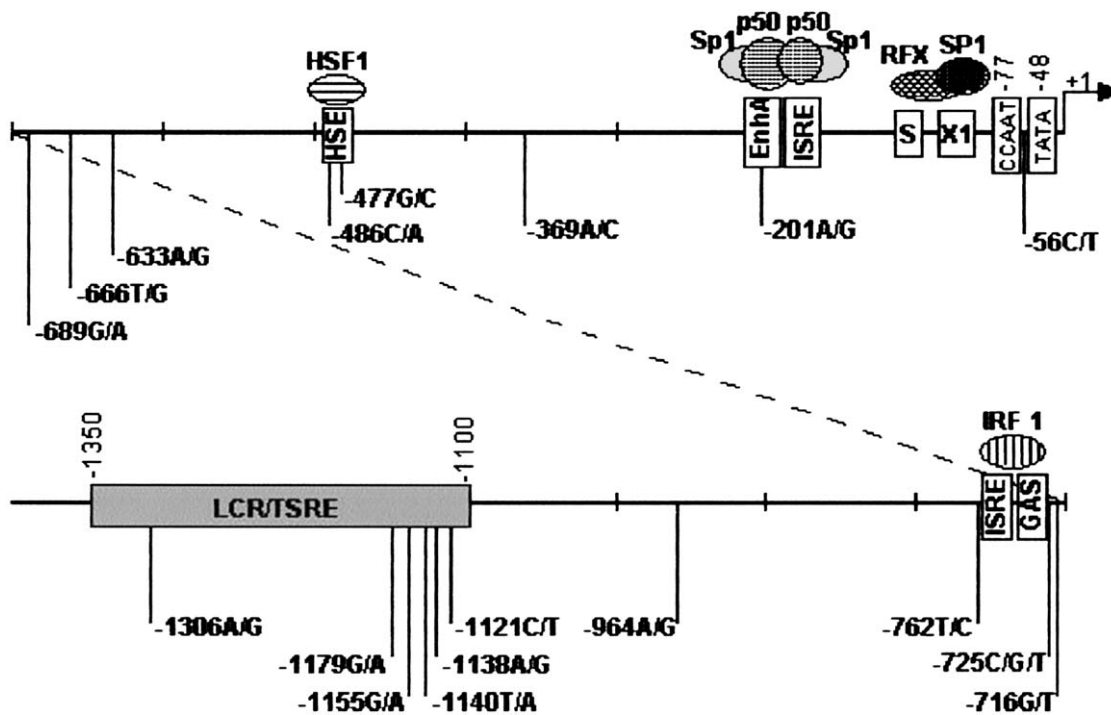 p50 p50
Sp1 Sp1
HSF1
RFX SP1
-77
-48
+1
HSE
EnhA
ISRE
S
X1
CCAAT
TATA
-477G/C
-486C/A
-369A/C
-201A/G
-56C/T
-633A/G
-666T/G
-689G/A
-1350
-1100
IRF 1
LCR/TSRE
ISRE
GAS
-1306A/G
-1121C/T
-964A/G
-762T/C
-1179G/A
-1138A/G
-725C/G/T
-1155G/A
-1140T/A
-716G/T